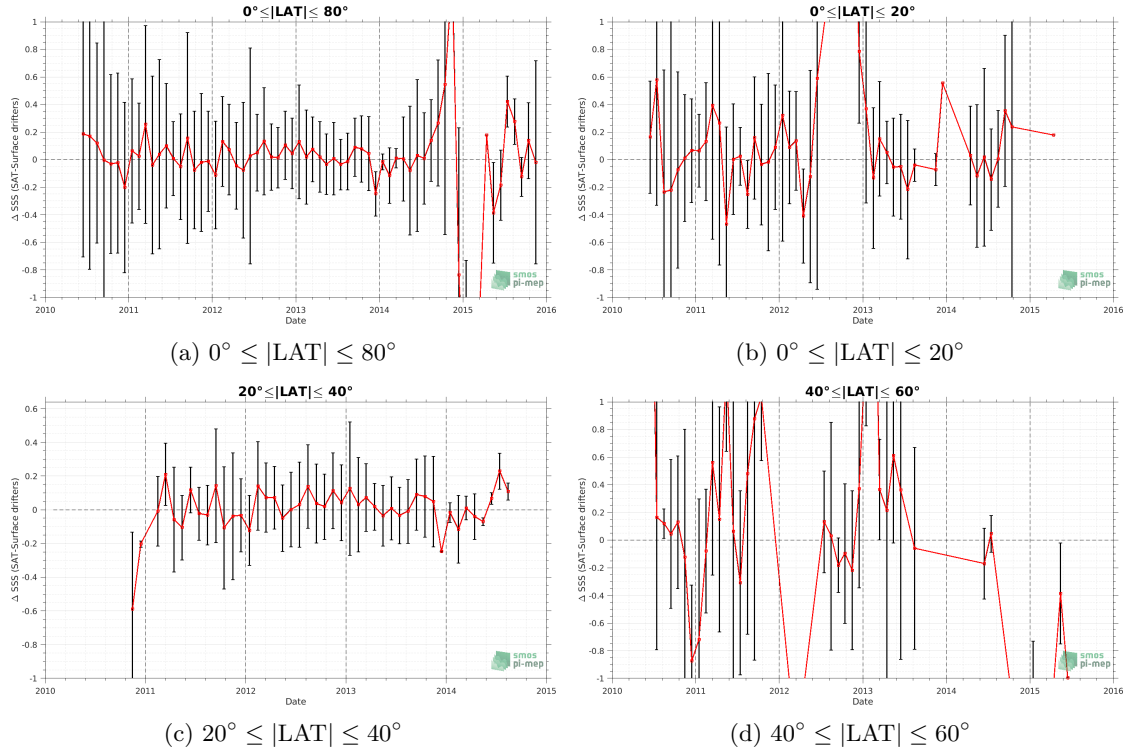 0°≤|LAT|≤ 80°
Δ SSS (SAT-Surface drifters)
1
0.8
0.6
0.4
0.2
0
-0.2
-0.4
-0.6
-0.8
-1
2010
2011
2012
2013
2014
2015
2016
Date
smos
pi-mep
(a) 0° ≤ |LAT| ≤ 80°
0°≤|LAT|≤ 20°
Δ SSS (SAT-Surface drifters)
1
0.8
0.6
0.4
0.2
0
-0.2
-0.4
-0.6
-0.8
-1
2010
2011
2012
2013
2014
2015
2016
Date
smos
pi-mep
(b) 0° ≤ |LAT| ≤ 20°
20°≤|LAT|≤ 40°
Δ SSS (SAT-Surface drifters)
0.6
0.4
0.2
0
-0.2
-0.4
-0.6
-0.8
-1
2010
2011
2012
2013
2014
2015
Date
smos
pi-mep
(c) 20° ≤ |LAT| ≤ 40°
40°≤|LAT|≤ 60°
Δ SSS (SAT-Surface drifters)
1
0.8
0.6
0.4
0.2
0
-0.2
-0.4
-0.6
-0.8
-1
2010
2011
2012
2013
2014
2015
2016
Date
smos
pi-mep
(d) 40° ≤ |LAT| ≤ 60°